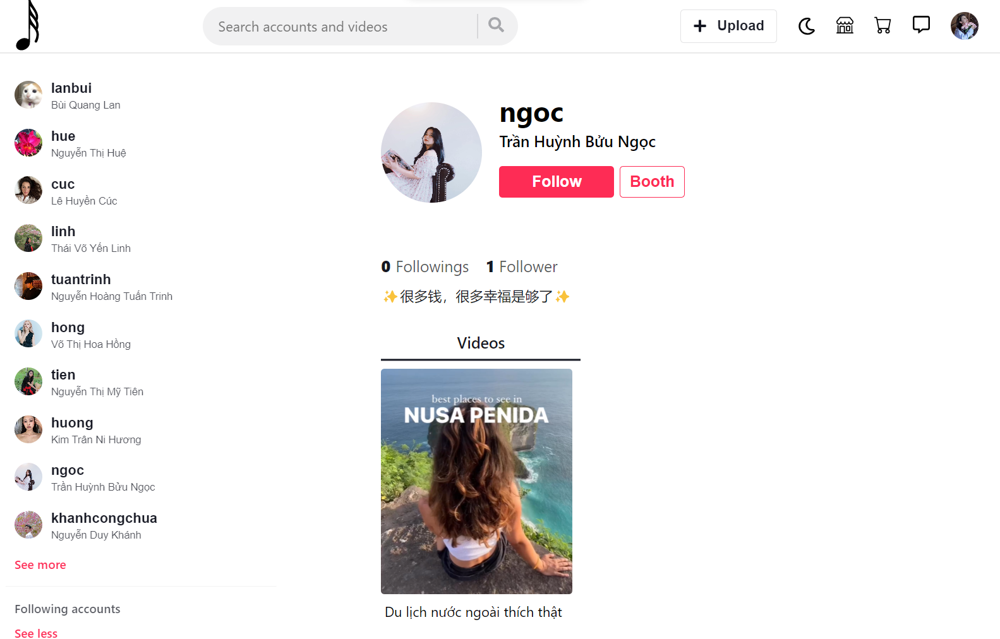 Search accounts and videos
Upload
lanbui
Bùi Quang Lan
hue
Nguyễn Thị Huệ
cuc
Lê Huyền Cúc
linh
Thái Võ Yến Linh
tuantrinh
Nguyễn Hoàng Tuấn Trinh
hong
Võ Thị Hoa Hồng
tien
Nguyễn Thị Mỹ Tiên
huong
Kim Trân Ni Hương
ngoc
Trần Huỳnh Bửu Ngọc
khanhcongchua
Nguyễn Duy Khánh
See more
Following accounts
See less
ngoc
Trần Huỳnh Bửu Ngọc
Follow Booth
0 Followings 1 Follower
✨很多钱，很多幸福是够了✨
Videos
best places to see in
NUSA PENIDA
Du lịch nước ngoài thích thật